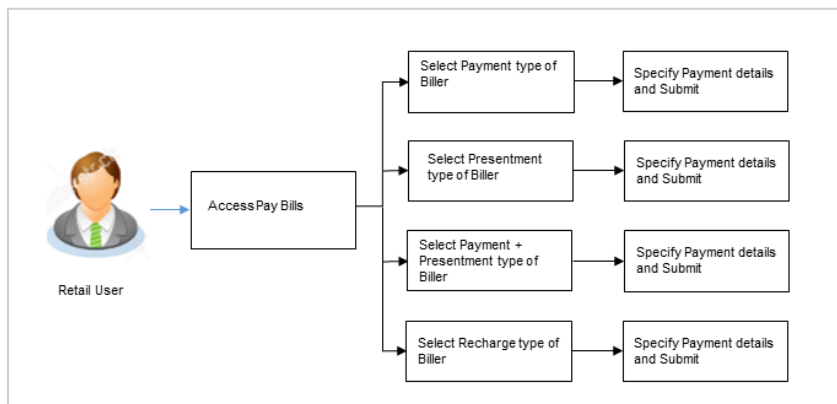 Select Payment type of
Biller
Specify Payment details
and Submit
Select Presentment
type of Biller
Specify Payment details
and Submit
Access Pay Bills
Select Payment +
Presentment type of
Biller
Specify Payment details
and Submit
Retail User
Select Recharge type of
Biller
Specify Payment details
and Submit